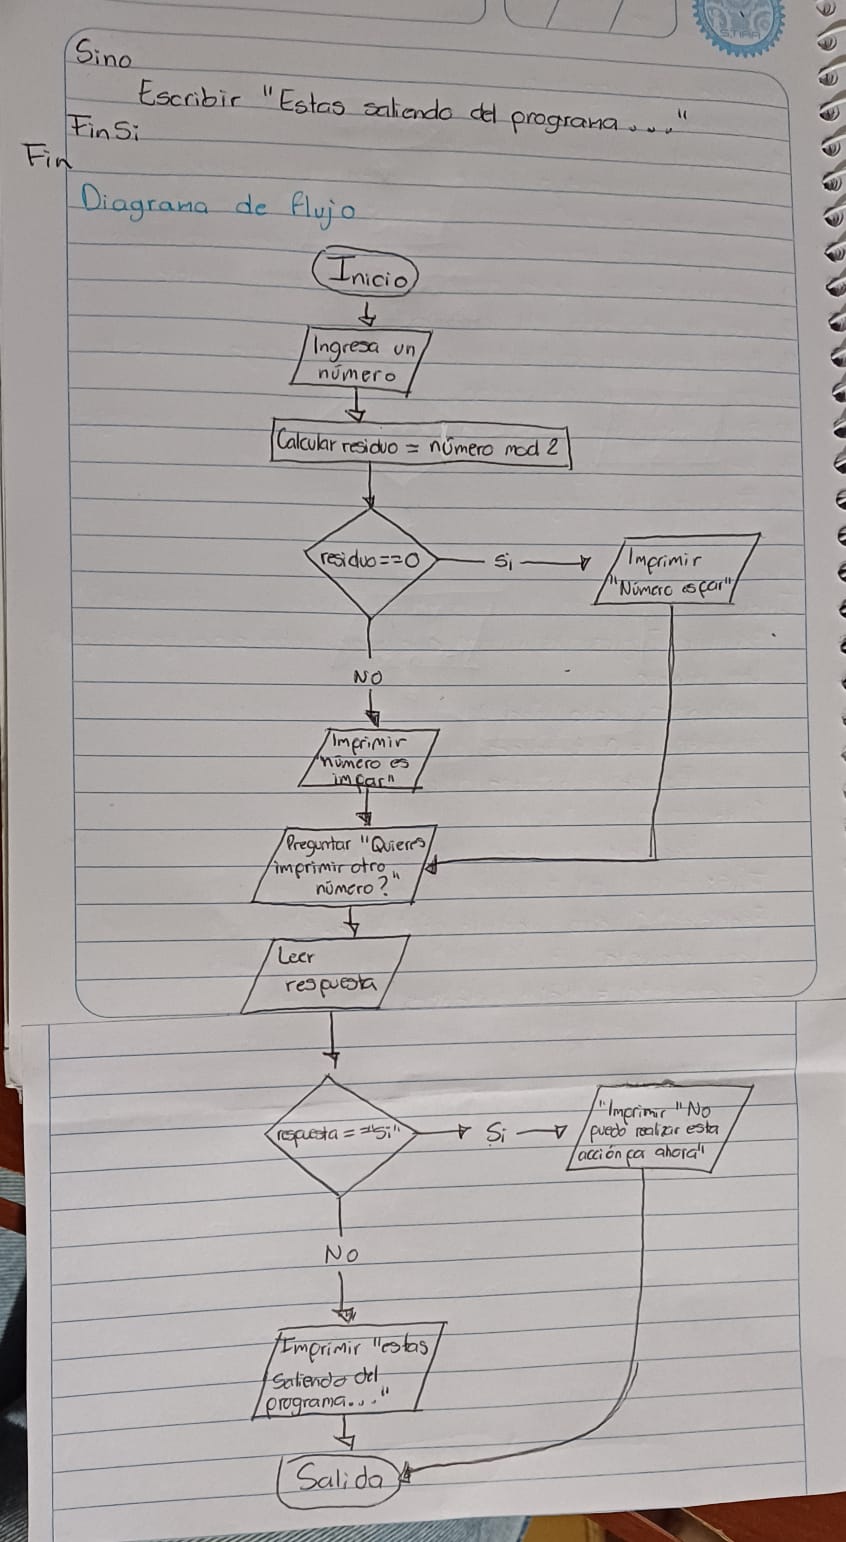 Sino
Escribir "Estas saliendo del programa..."
FinSi
Fin
Diagrama de flujo
Inicio
Ingresa un
número
Calcular residuo = número mod 2
residuo==0
Si
Imprimir
"Número es par"
NO
Imprimir
"número es
impar"
Preguntar "Quieres
imprimir otro
número?"
Leer
respuesta
respuesta=="Si"
Si
"Imprimir "No
puedo realizar esta
acción pa ahora"
NO
Imprimir "estas
saliendo del
programa..."
Salida